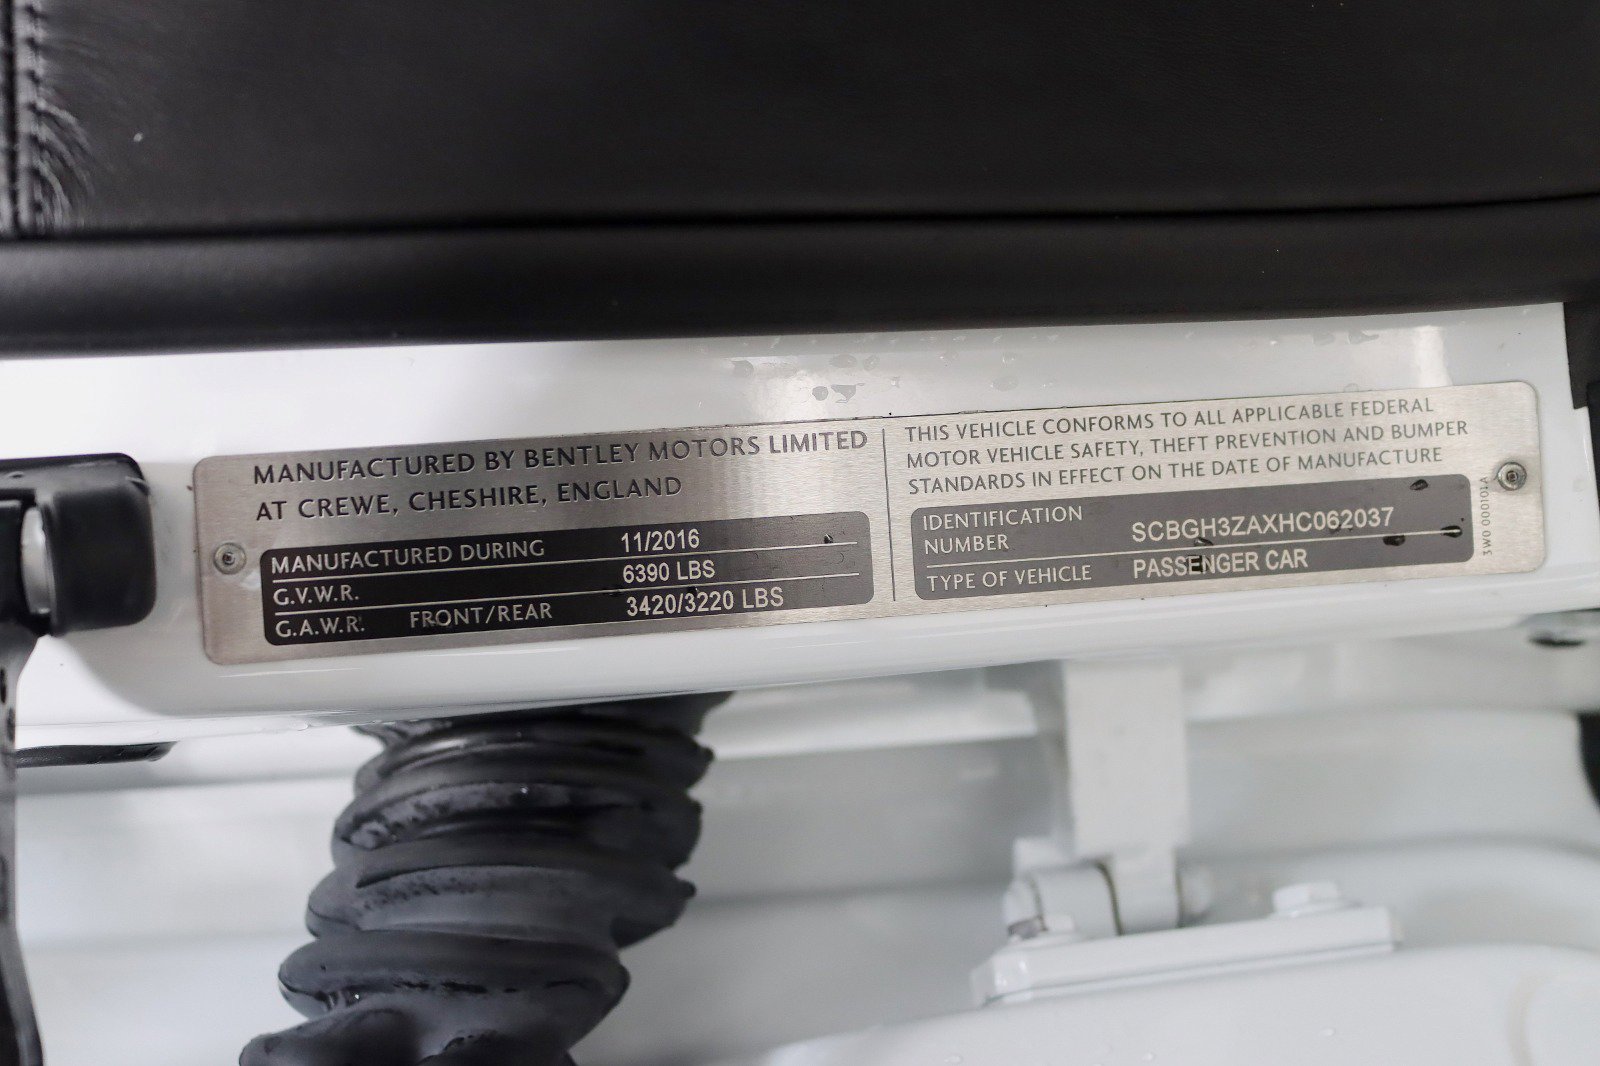 MANUFACTURED BY BENTLEY MOTORS LIMITED
AT CREWE, CHESHIRE, ENGLAND
MANUFACTURED DURING 11/2016
G.V.W.R. 6390 LBS
G.A.W.R. FRONT/REAR 3420/3220 LBS
THIS VEHICLE CONFORMS TO ALL APPLICABLE FEDERAL
MOTOR VEHICLE SAFETY, THEFT PREVENTION AND BUMPER
STANDARDS IN EFFECT ON THE DATE OF MANUFACTURE
IDENTIFICATION
NUMBER SCBGH3ZAXHC062037
TYPE OF VEHICLE PASSENGER CAR
3W0 000101A